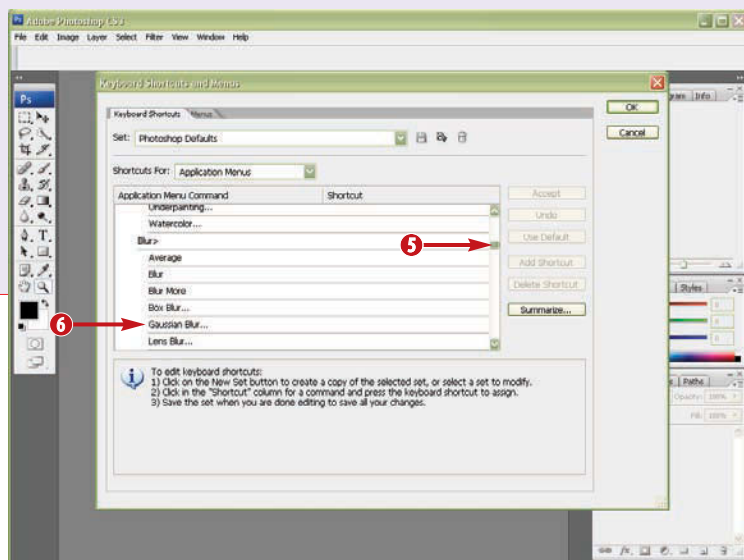 Adobe Photoshop CS3
File Edit Image Layer Select Filter View Window Help
Keyboard Shortcuts and Menus
Keyboard Shortcuts Menus
OK
Cancel
Set: Photoshop Defaults
Shortcuts For: Application Menus
Application Menu Command Shortcut
Underpainting...
Watercolor...
Blur>
Average
Blur
Blur More
Box Blur...
Gaussian Blur...
Lens Blur...
Accept
Undo
Use Default
Add Shortcut
Delete Shortcut
Summarize...
5
6
To edit keyboard shortcuts:
1) Click on the New Set button to create a copy of the selected set, or select a set to modify.
2) Click in the "Shortcut" column for a command and press the keyboard shortcut to assign.
3) Save the set when you are done editing to save all your changes.
Ps
Info
Styles
Paths
Opacity: 100%
Fill: 100%